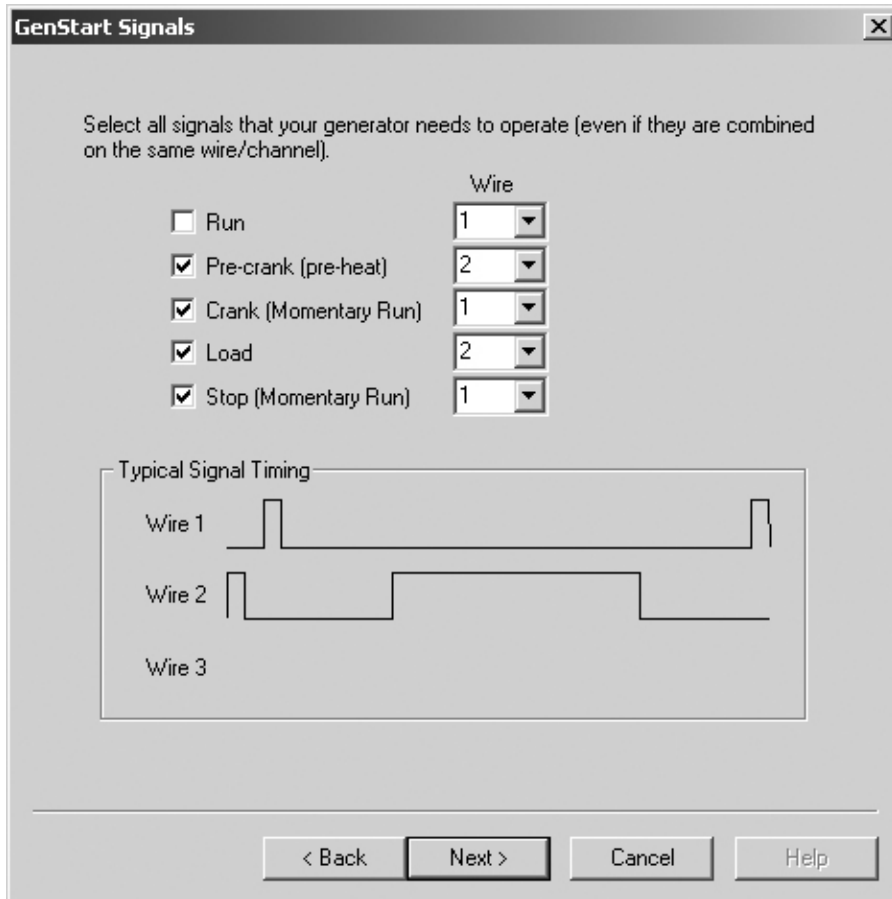 GenStart Signals
Select all signals that your generator needs to operate (even if they are combined
on the same wire/channel).
Wire
Run 1
Pre-crank (pre-heat) 2
Crank (Momentary Run) 1
Load 2
Stop (Momentary Run) 1
Typical Signal Timing
Wire 1
Wire 2
Wire 3
< Back Next > Cancel Help